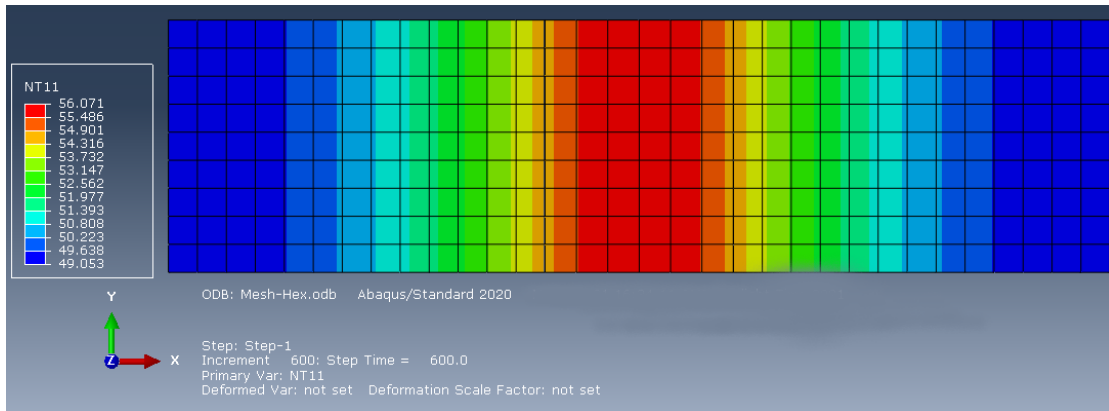 NT11
56.071
55.486
54.901
54.316
53.732
53.147
52.562
51.977
51.393
50.808
50.223
49.638
49.053
ODB: Mesh-Hex.odb    Abaqus/Standard 2020
Y
Z
X
Step: Step-1
Increment    600: Step Time =    600.0
Primary Var: NT11
Deformed Var: not set   Deformation Scale Factor: not set